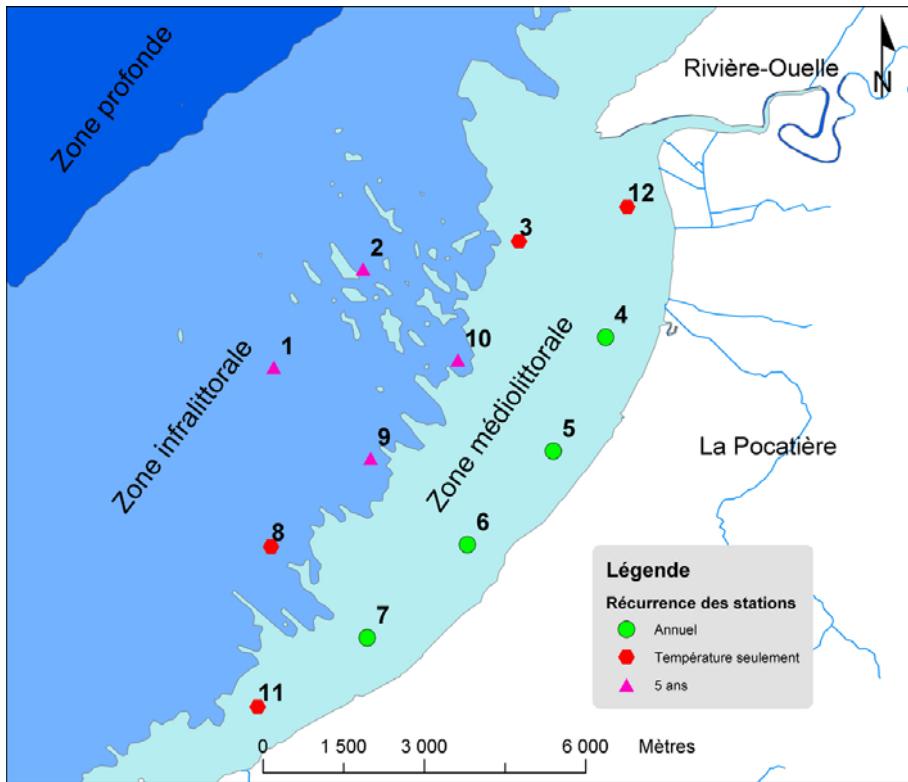 Zone profonde
Rivière-Ouelle
N
12
3
2
4
1
10
Zone infralittorale
Zone médiolittorale
5
La Pocatière
9
6
8
7
11
Légende
Récurrence des stations
Annuel
Température seulement
5 ans
0 1 500 3 000 6 000 Mètres